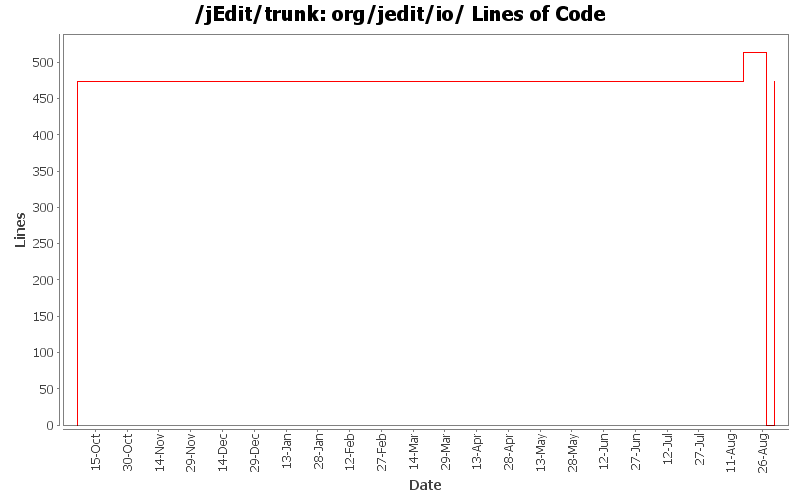 /jEdit/trunk: org/jedit/io/ Lines of Code
500
450
400
350
300
250
200
150
100
50
0
Lines
15-Oct
30-Oct
14-Nov
29-Nov
14-Dec
29-Dec
13-Jan
28-Jan
12-Feb
27-Feb
14-Mar
29-Mar
13-Apr
28-Apr
13-May
28-May
12-Jun
27-Jun
12-Jul
27-Jul
11-Aug
26-Aug
Date